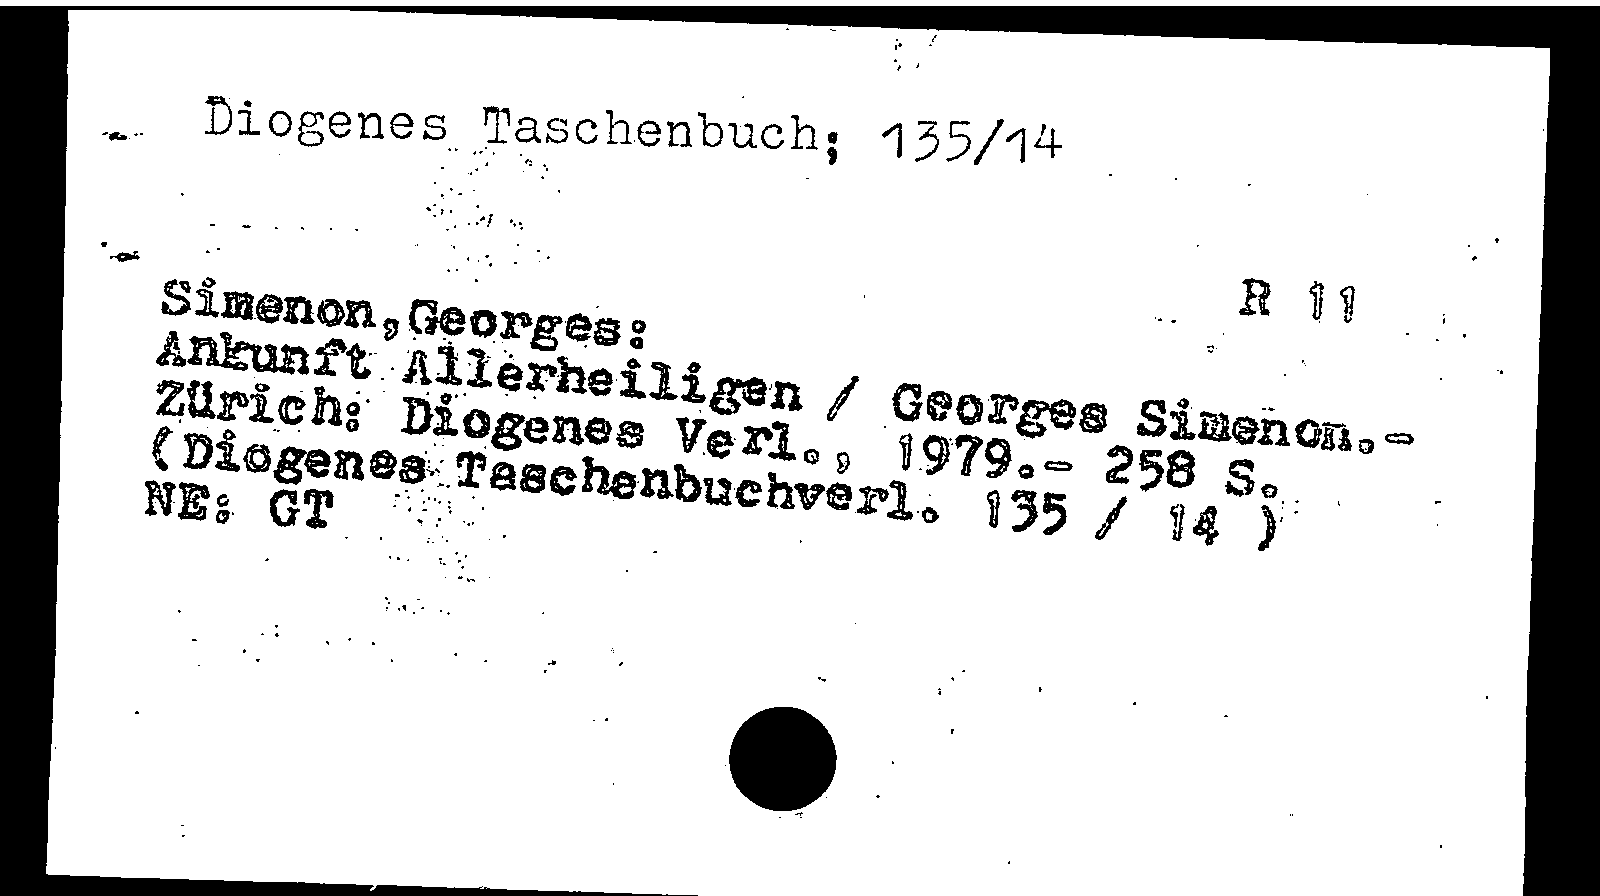 Diogenes Taschenbuch; 135/14
R 11
Simenon,Georges:
Ankunft Allerheiligen / Georges Simenon.-
Zürich: Diogenes Verl., 1979.- 258 S.
(Diogenes Taschenbuchverl. 135 / 14 )
NE: GT